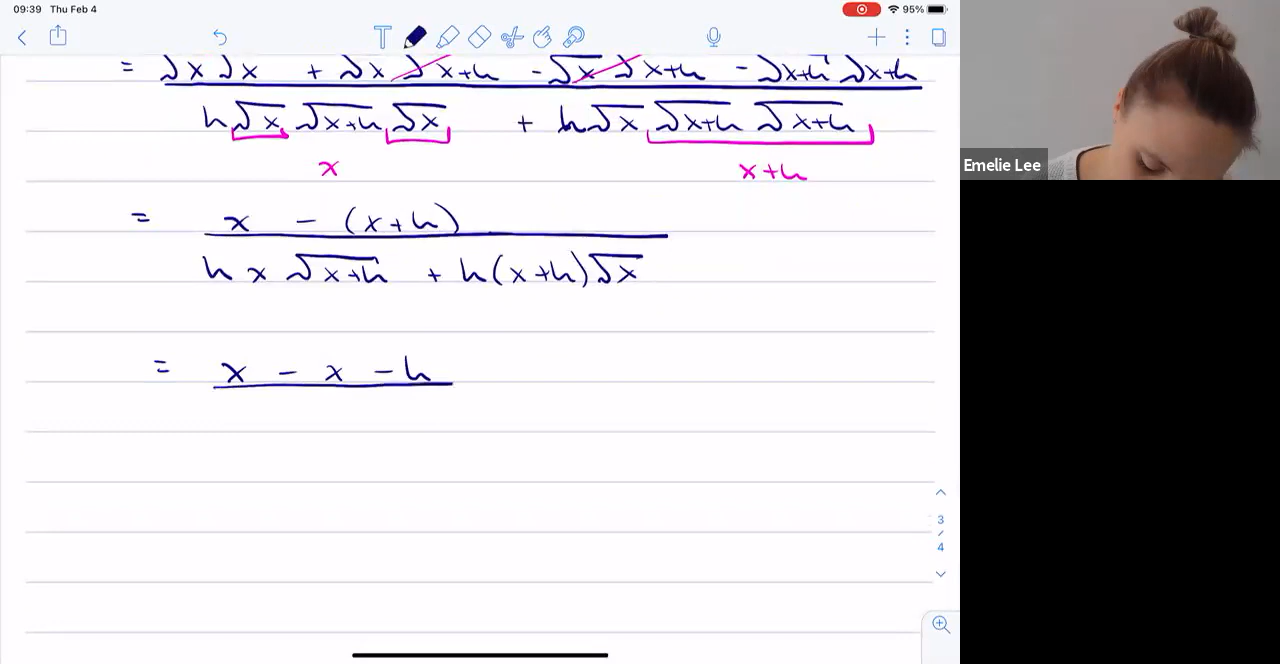 09:39 Thu Feb 4 95%
= √x √x + √x √x+h - √x √x+h - √x+h √x+h
h√x √x+h √x + h√x √x+h √x+h
x x+h
Emelie Lee
= x - (x+h)
h x √x+h + h(x+h)√x
= x - x - h
3
/
4